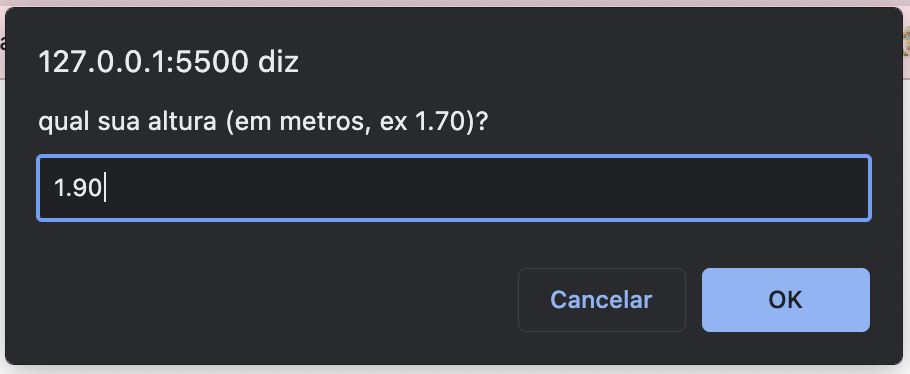 127.0.0.1:5500 diz
qual sua altura (em metros, ex 1.70)?
1.90
Cancelar
OK